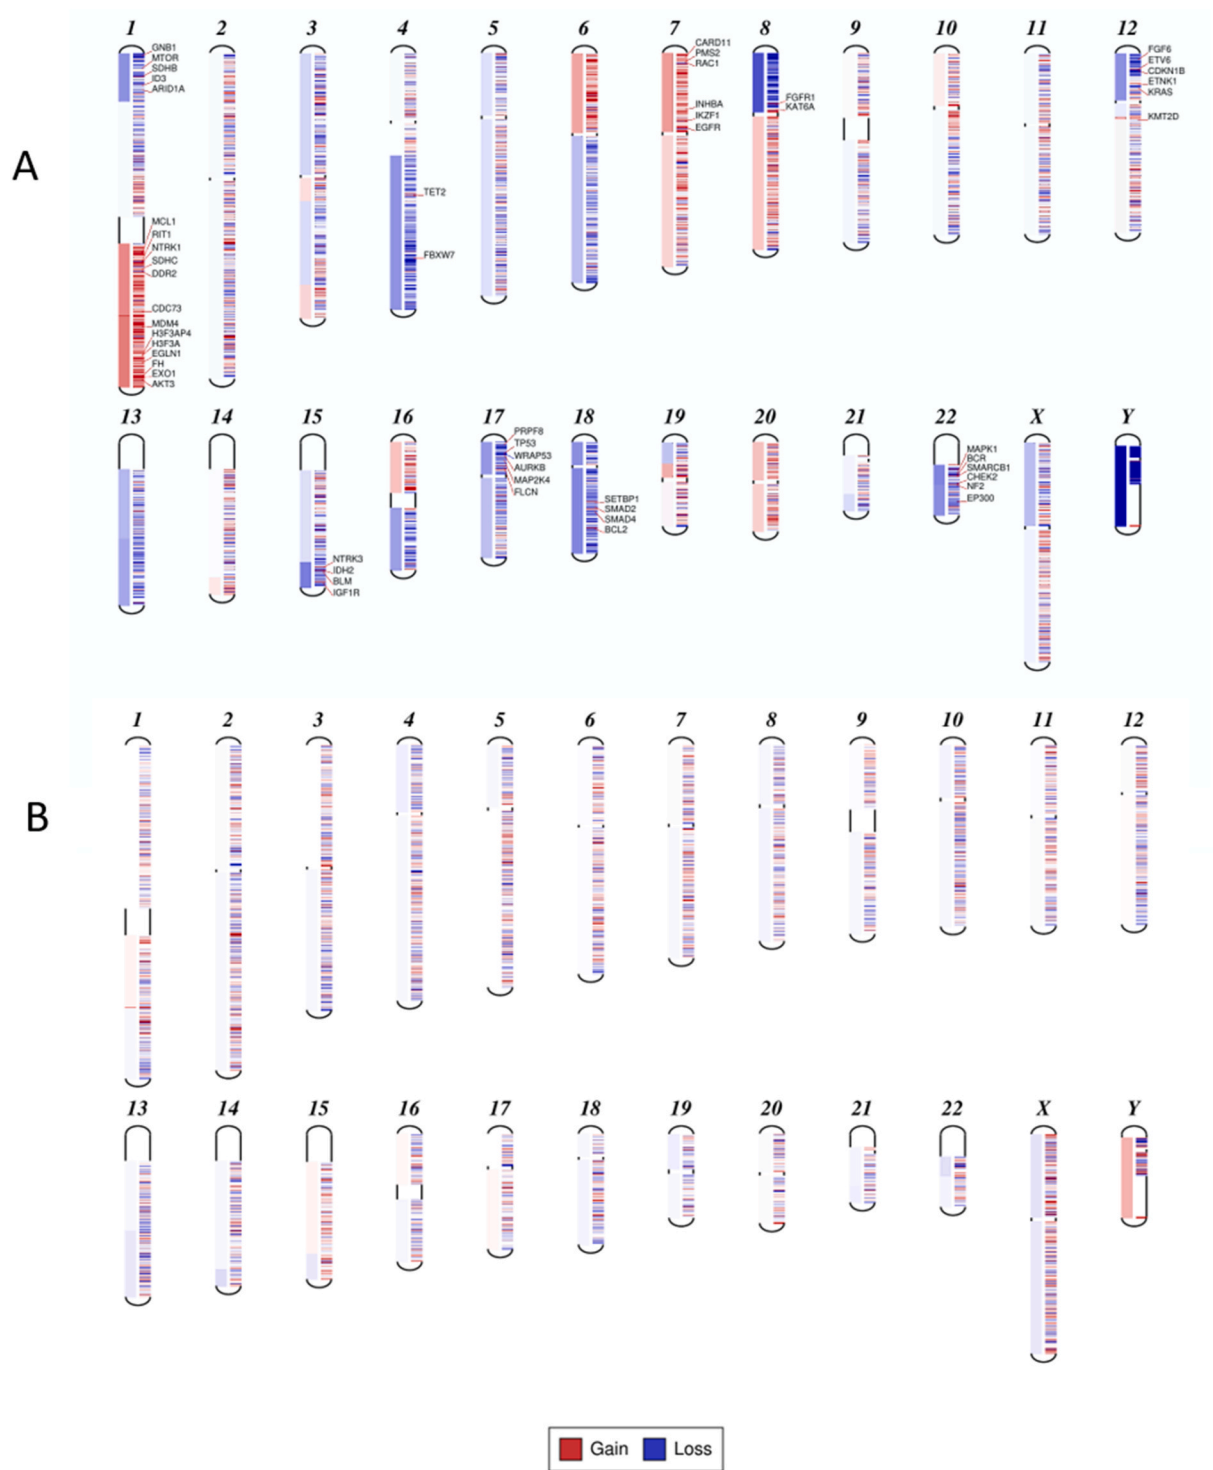 1 2 3 4 5 6 7 8 9 10 11 12
A
GNB1
MTOR
SDHB
ID3
ARID1A
MCL1
RIT1
NTRK1
SDHC
DDR2
CDC73
MDM4
H3F3AP4
H3F3A
EGLN1
FH
EXO1
AKT3
TET2
FBXW7
CARD11
PMS2
RAC1
INHBA
IKZF1
EGFR
FGFR1
KAT6A
FGF6
ETV6
CDKN1B
ETNK1
KRAS
KMT2D
13 14 15 16 17 18 19 20 21 22 X Y
NTRK3
IDH2
BLM
IGF1R
PRPF8
TP53
WRAP53
AURKB
MAP2K4
FLCN
SETBP1
SMAD2
SMAD4
BCL2
MAPK1
BCR
SMARCB1
CHEK2
NF2
EP300
1 2 3 4 5 6 7 8 9 10 11 12
B
13 14 15 16 17 18 19 20 21 22 X Y
Gain Loss